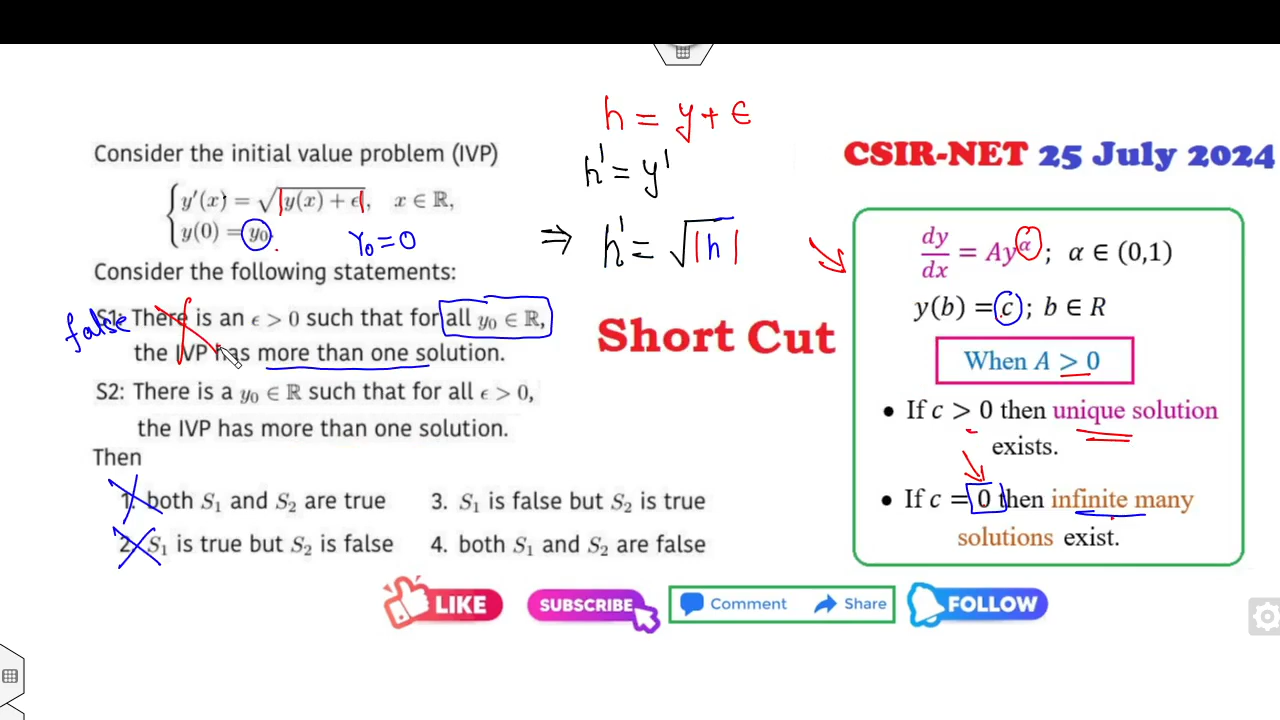 h = y + ϵ
Consider the initial value problem (IVP)
h' = y'
CSIR-NET 25 July 2024
y'(x) = √|y(x) + ϵ|, x ∈ ℝ,
y(0) = y₀.
Y₀ = 0
⇒ h' = √|h|
dy/dx = Ay^α ; α ∈ (0,1)
y(b) = c ; b ∈ R
Consider the following statements:
false
S1: There is an ϵ > 0 such that for all y₀ ∈ ℝ,
the IVP has more than one solution.
Short Cut
When A > 0
S2: There is a y₀ ∈ ℝ such that for all ϵ > 0,
the IVP has more than one solution.
• If c > 0 then unique solution
exists.
Then
1. both S₁ and S₂ are true
3. S₁ is false but S₂ is true
• If c = 0 then infinite many
solutions exist.
2. S₁ is true but S₂ is false
4. both S₁ and S₂ are false
LIKE
SUBSCRIBE
Comment
Share
FOLLOW